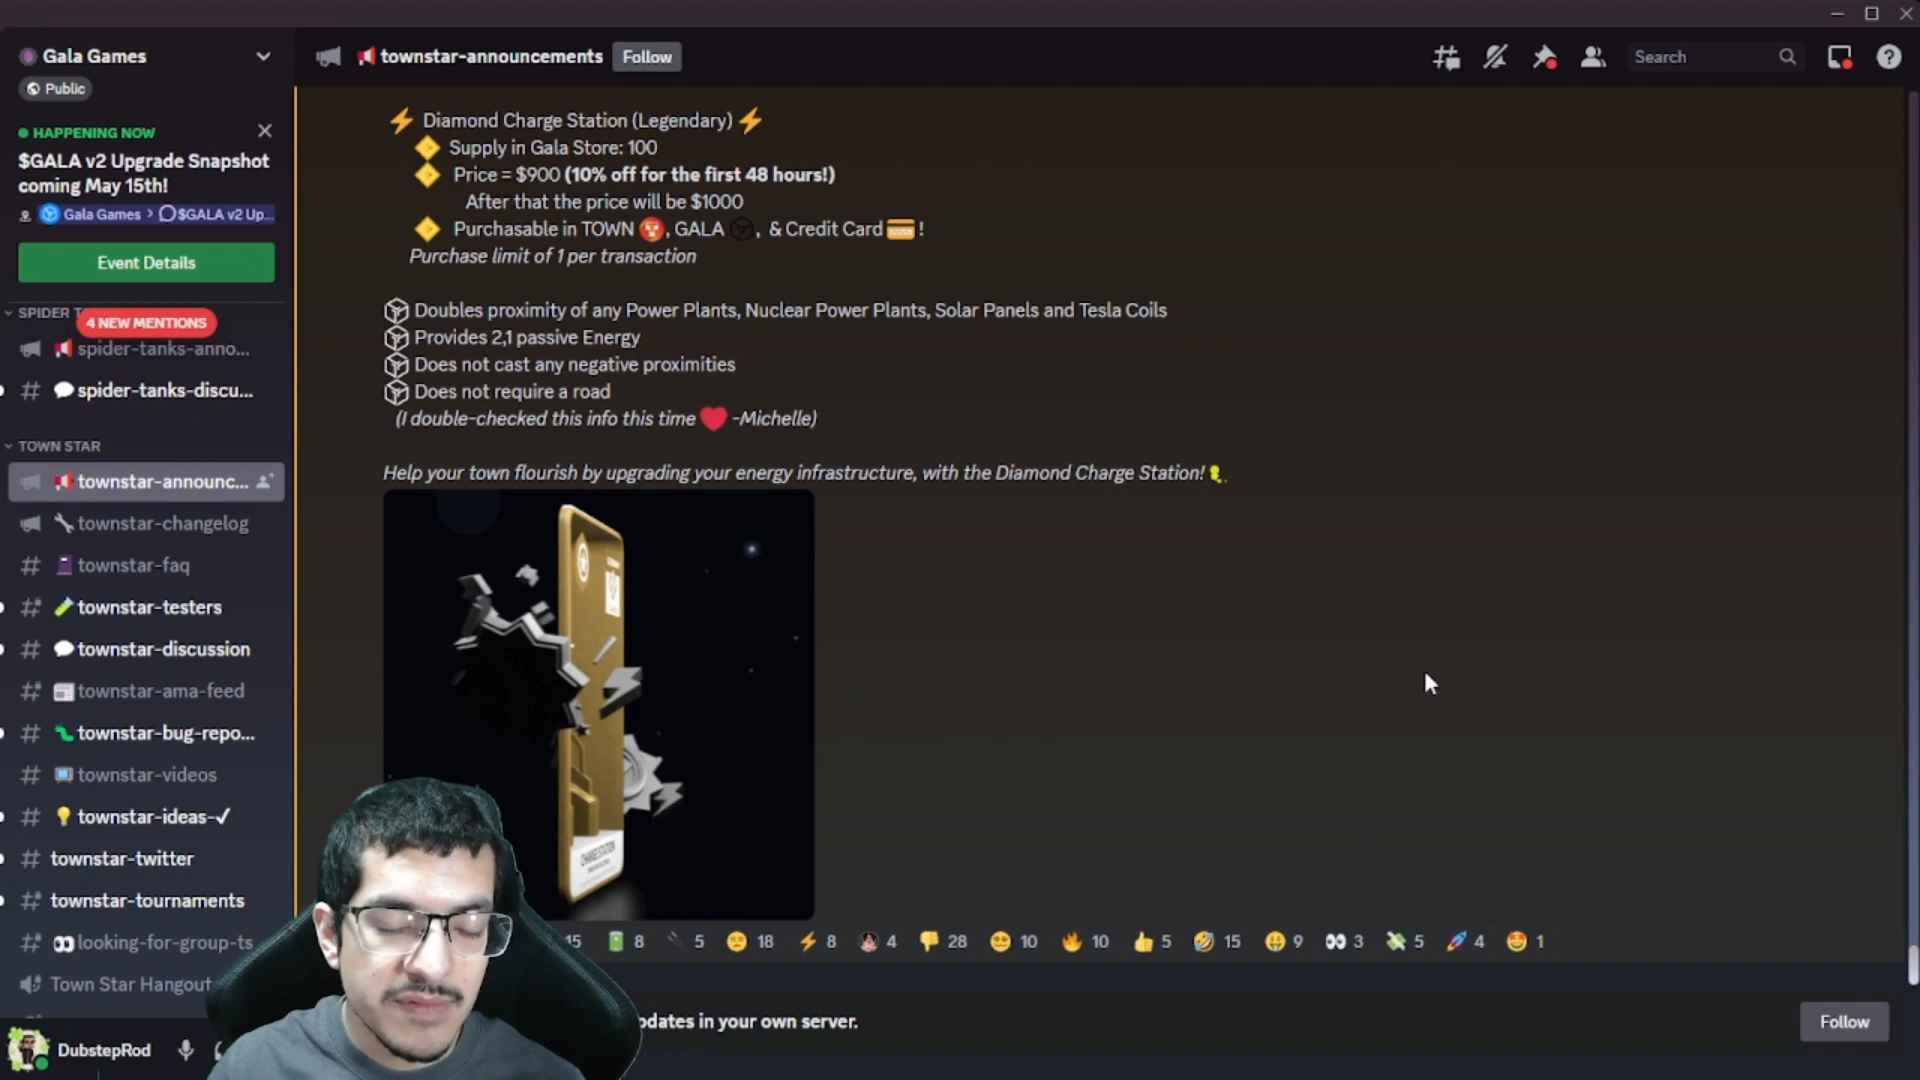 Gala Games
Public
HAPPENING NOW
$GALA v2 Upgrade Snapshot
coming May 15th!
Gala Games > $GALA v2 Up...
Event Details
SPIDER T
4 NEW MENTIONS
spider-tanks-anno...
spider-tanks-discu...
TOWN STAR
townstar-announc...
townstar-changelog
townstar-faq
townstar-testers
townstar-discussion
townstar-ama-feed
townstar-bug-repo...
townstar-videos
townstar-ideas-✓
townstar-twitter
townstar-tournaments
looking-for-group-ts
Town Star Hangout
DubstepRod
townstar-announcements
Follow
Search
Diamond Charge Station (Legendary)
Supply in Gala Store: 100
Price = $900 (10% off for the first 48 hours!)
After that the price will be $1000
Purchasable in TOWN , GALA , & Credit Card !
Purchase limit of 1 per transaction
Doubles proximity of any Power Plants, Nuclear Power Plants, Solar Panels and Tesla Coils
Provides 2,1 passive Energy
Does not cast any negative proximities
Does not require a road
(I double-checked this info this time -Michelle)
Help your town flourish by upgrading your energy infrastructure, with the Diamond Charge Station!
CHARGE STATION
15 8 5 18 8 4 28 10 10 5 15 9 3 5 4 1
pdates in your own server.
Follow